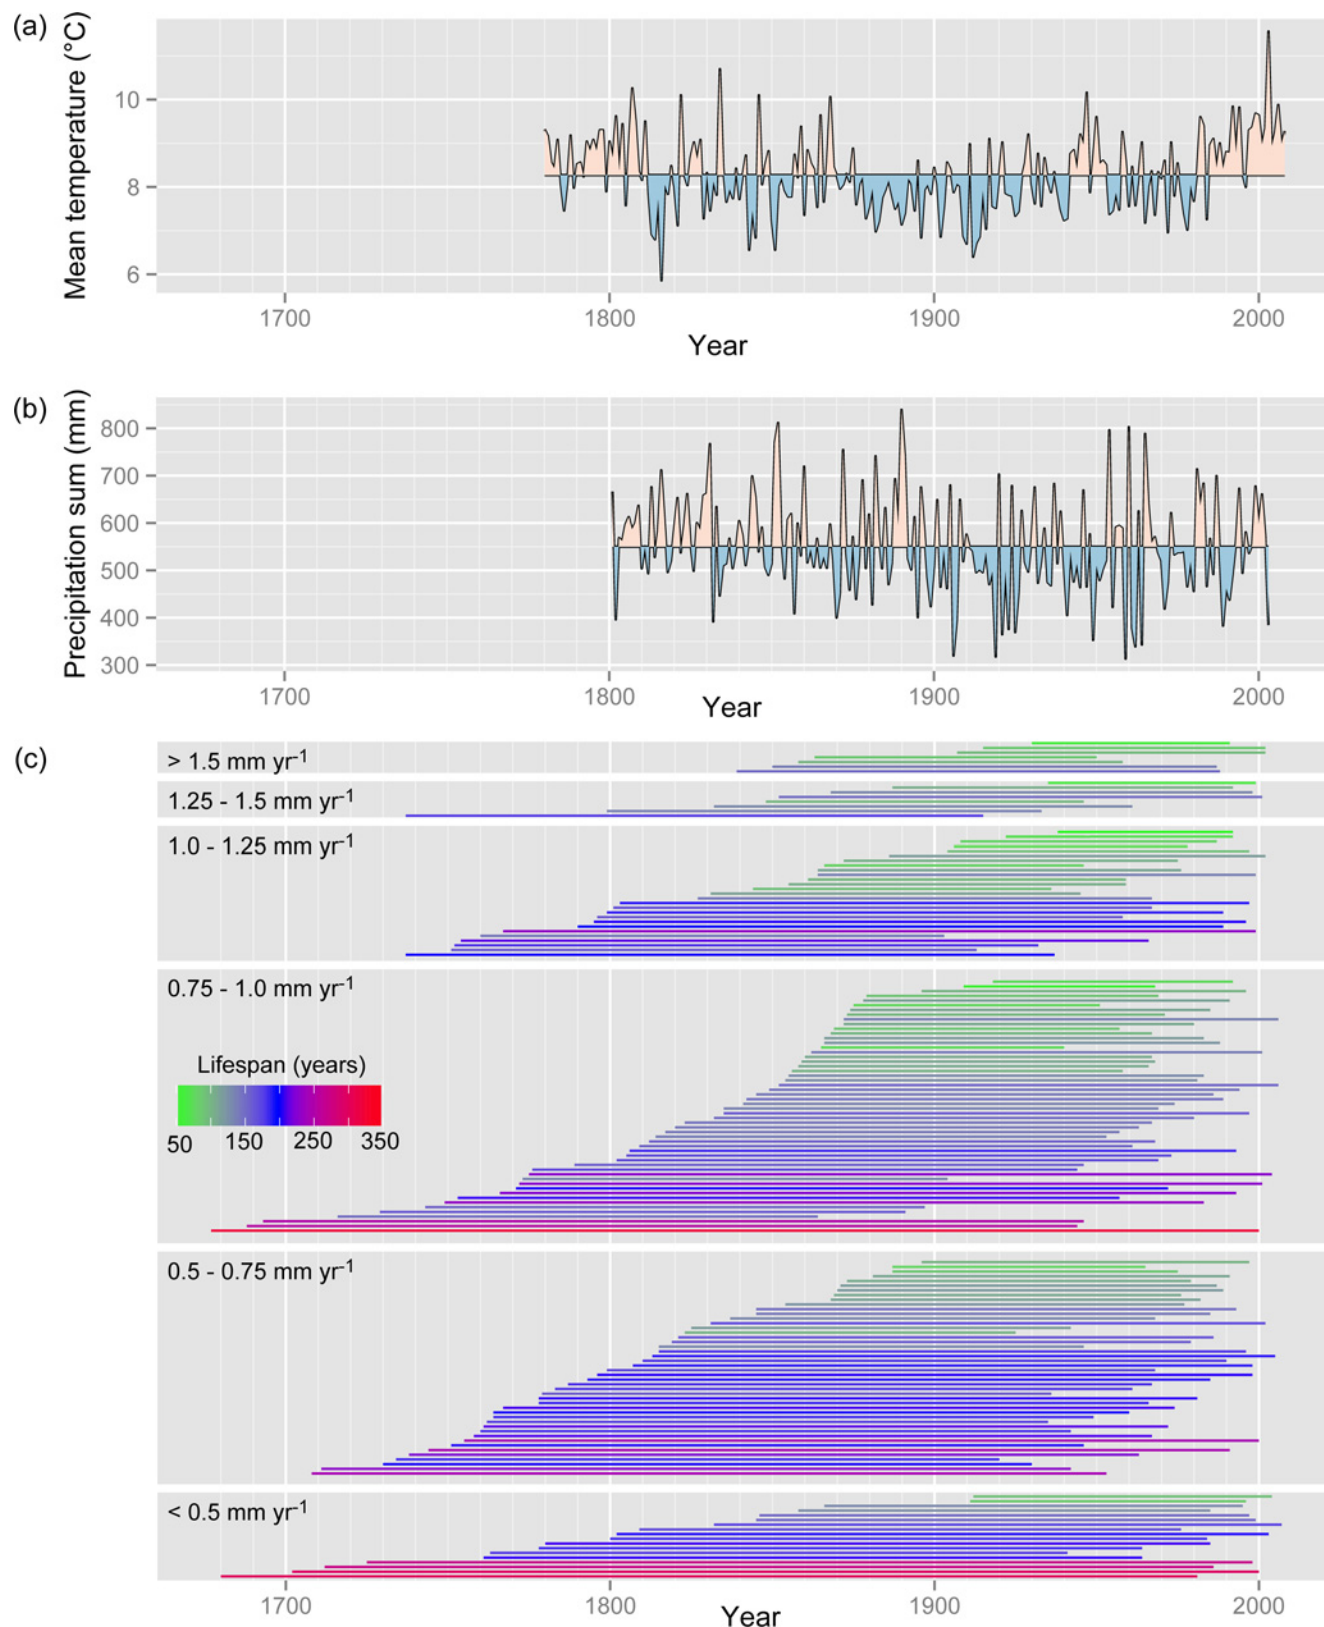 (a)
Mean temperature (°C)
10
8
6
1700 1800 1900 2000
Year
(b)
Precipitation sum (mm)
800
700
600
500
400
300
1700 1800 1900 2000
Year
(c)
> 1.5 mm yr⁻¹
1.25 - 1.5 mm yr⁻¹
1.0 - 1.25 mm yr⁻¹
0.75 - 1.0 mm yr⁻¹
Lifespan (years)
50 150 250 350
0.5 - 0.75 mm yr⁻¹
< 0.5 mm yr⁻¹
1700 1800 1900 2000
Year